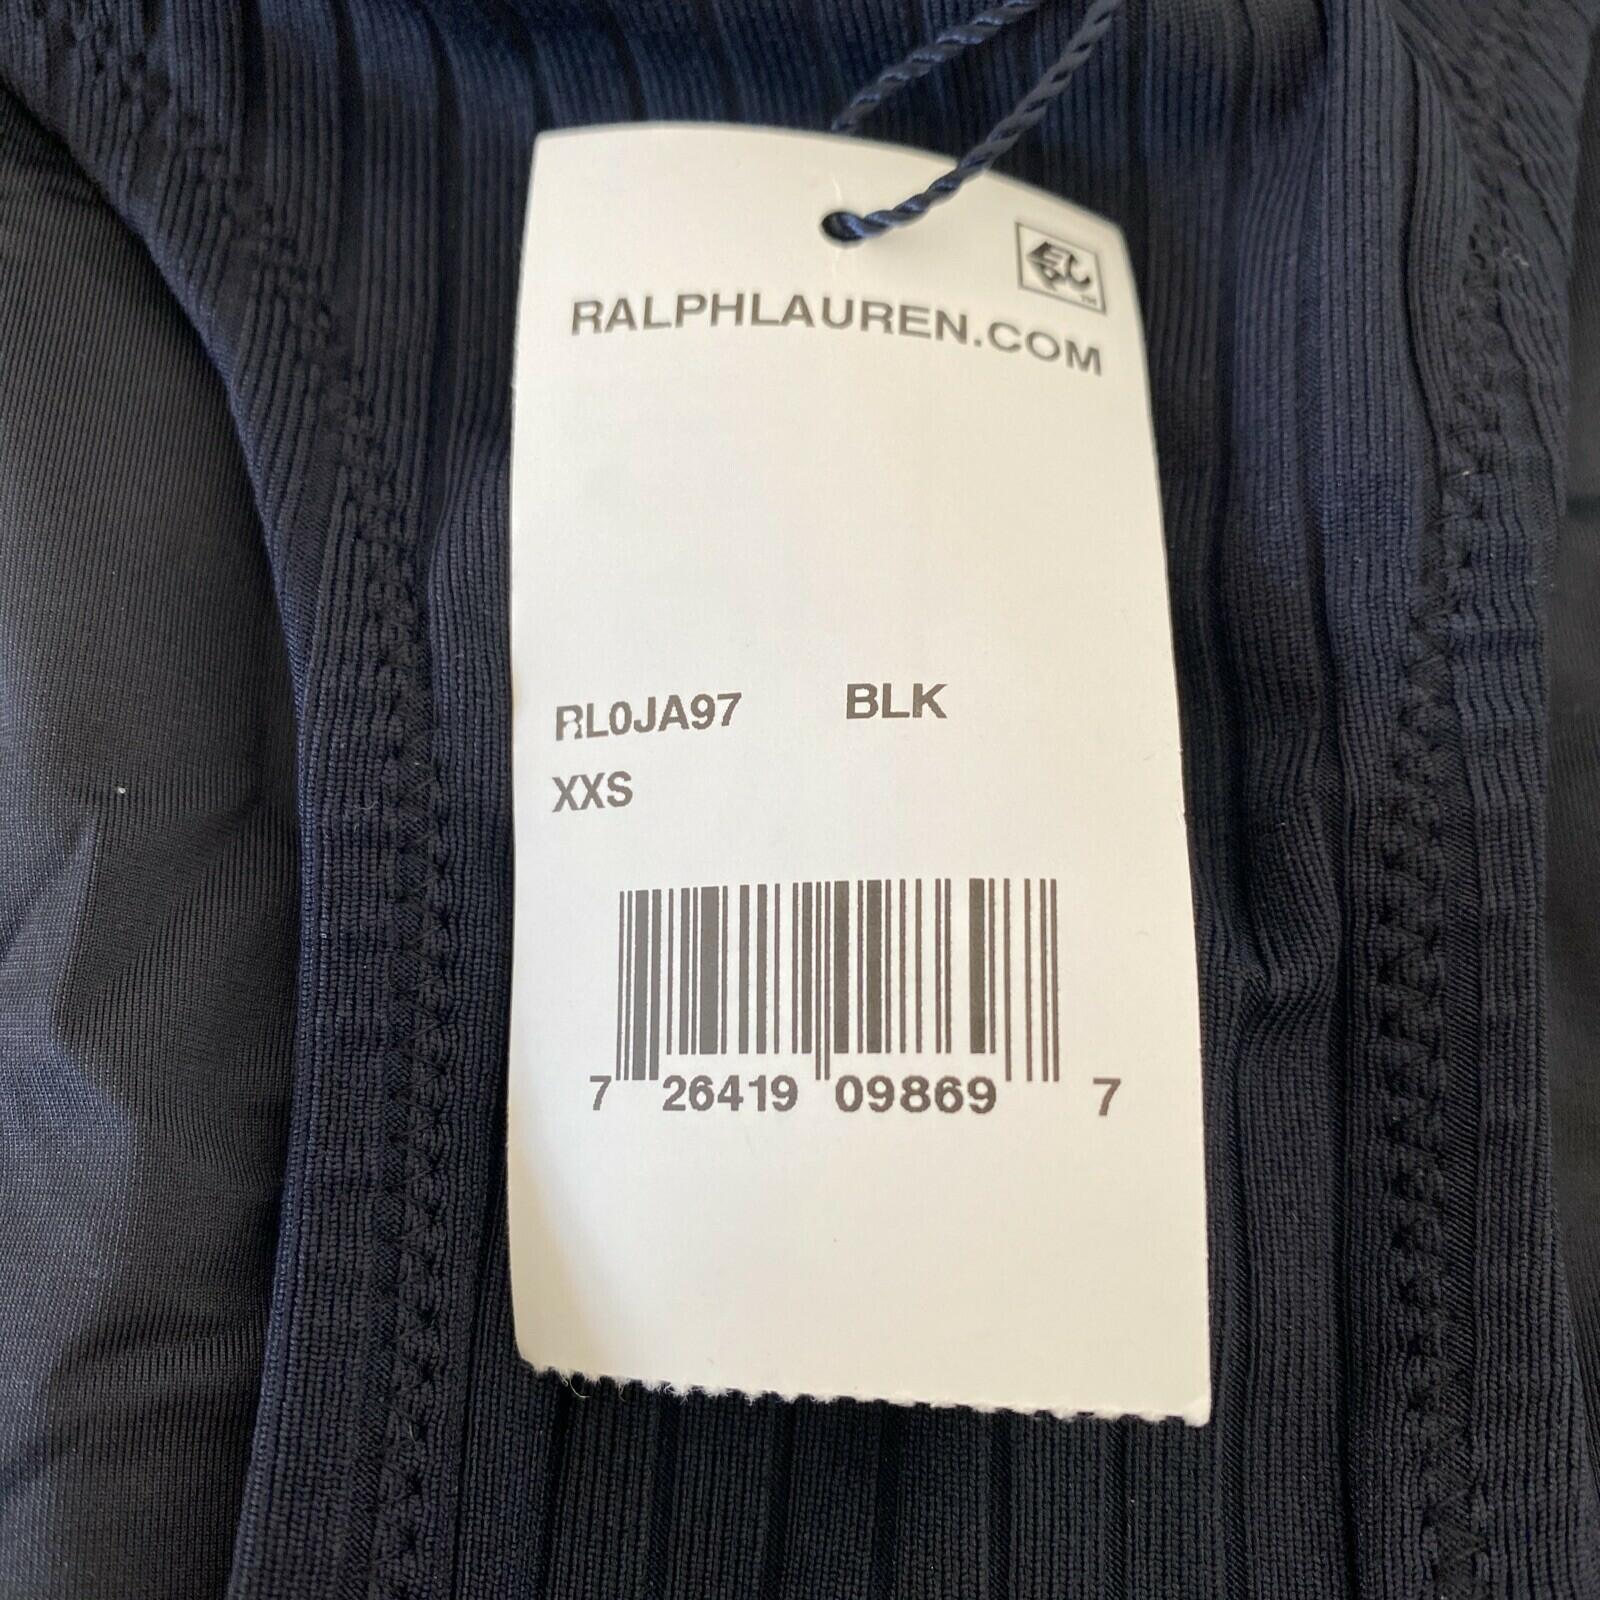 RALPHLAUREN.COM
RL0JA97 BLK
XXS
7 26419 09869 7